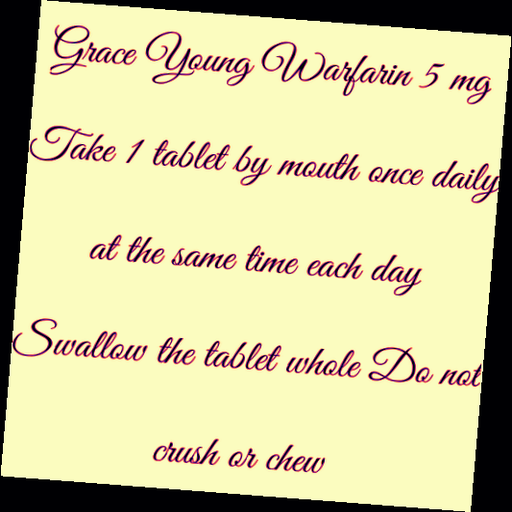 Grace Young Warfarin 5 mg
Take 1 tablet by mouth once daily
at the same time each day
Swallow the tablet whole Do not
crush or chew